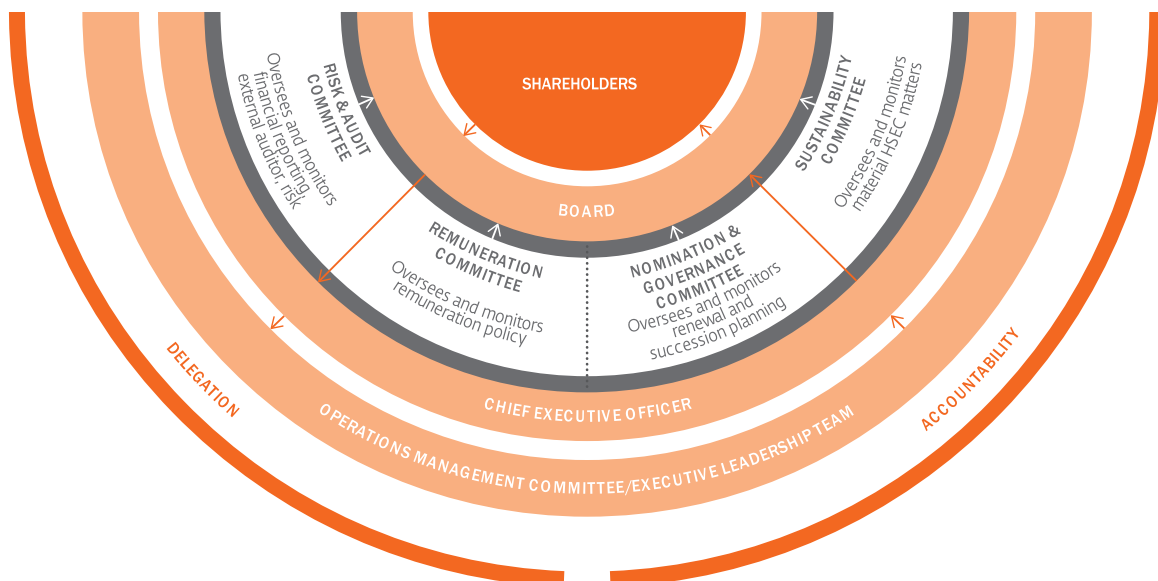 SHAREHOLDERS
BOARD
RISK & AUDIT
COMMITTEE
Oversees and monitors
financial reporting,
external auditor, risk
REMUNERATION
COMMITTEE
Oversees and monitors
remuneration policy
NOMINATION &
GOVERNANCE
COMMITTEE
Oversees and monitors
renewal and
succession planning
SUSTAINABILITY
COMMITTEE
Oversees and monitors
material HSEC matters
CHIEF EXECUTIVE OFFICER
OPERATIONS MANAGEMENT COMMITTEE/EXECUTIVE LEADERSHIP TEAM
DELEGATION
ACCOUNTABILITY